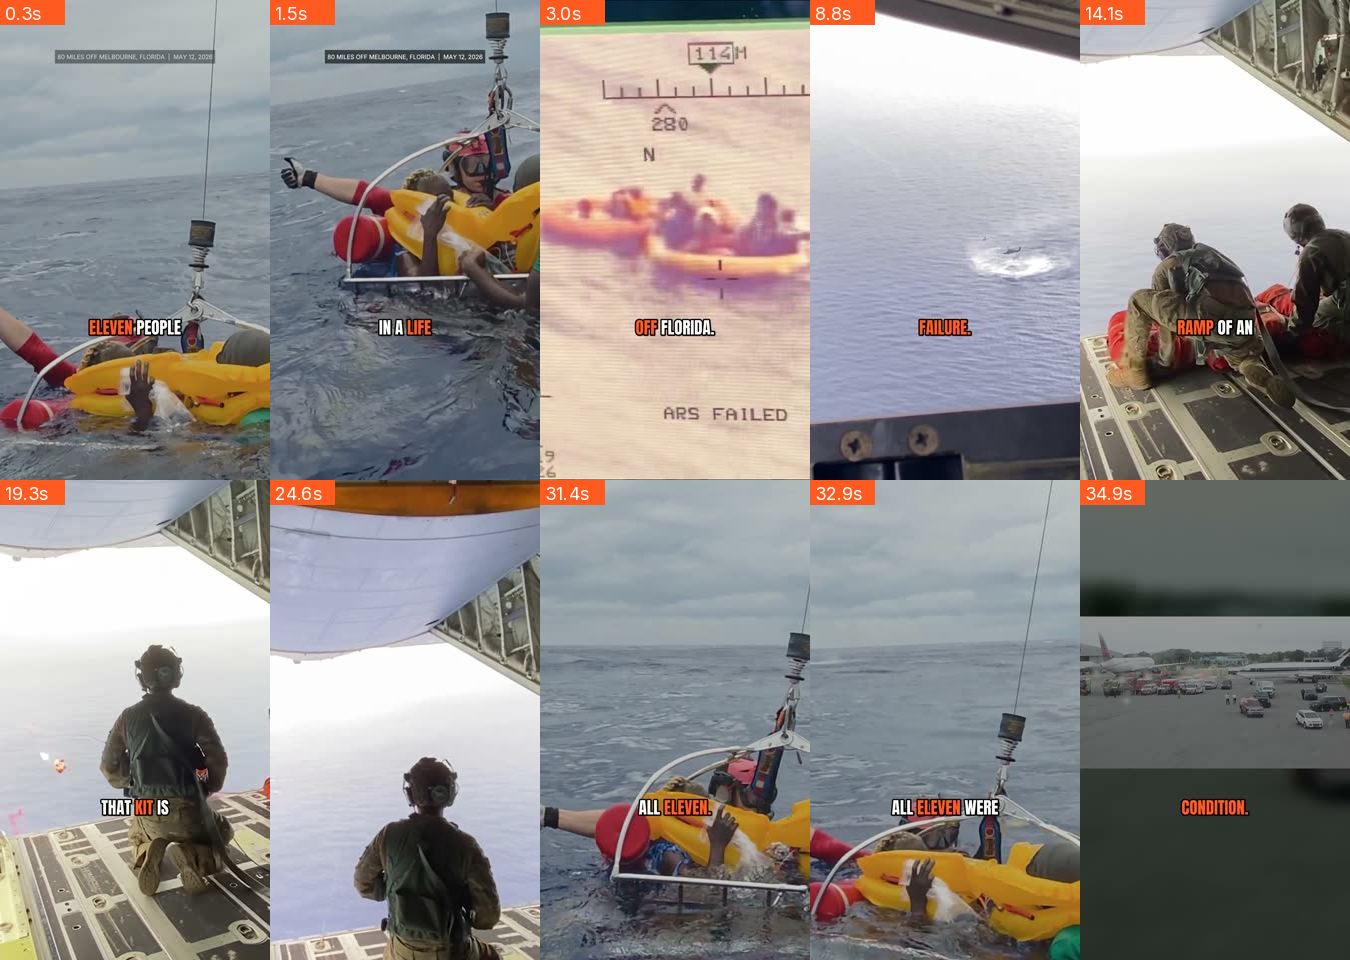 0.3s
80 MILES OFF MELBOURNE, FLORIDA | MAY 12, 2026
ELEVEN PEOPLE
1.5s
80 MILES OFF MELBOURNE, FLORIDA | MAY 12, 2026
IN A LIFE
3.0s
114 M
280
N
OFF FLORIDA.
ARS FAILED
8.8s
FAILURE.
14.1s
RAMP OF AN
19.3s
THAT KIT IS
24.6s
31.4s
ALL ELEVEN.
32.9s
ALL ELEVEN WERE
34.9s
CONDITION.